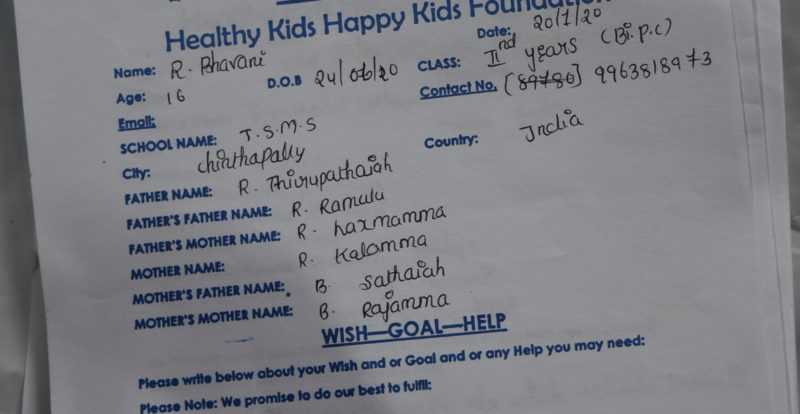 Healthy Kids Happy Kids Foundation
Date: 20/1/20
Name: R. Bhavani
D.O.B 24/06/20
CLASS: IInd years (Bi.P.C)
Age: 16
Contact No. (89786) 9963818973
Email:
SCHOOL NAME: T.S.M.S
City: chinthapally
Country: India
FATHER NAME: R. Thirupathaiah
FATHER'S FATHER NAME: R. Ramulu
FATHER'S MOTHER NAME: R. Laxmamma
MOTHER NAME: R. Kalamma
MOTHER'S FATHER NAME: B. Sathaiah
MOTHER'S MOTHER NAME: B. Rajamma
WISH—GOAL—HELP
Please write below about your Wish and or Goal and or any Help you may need:
Please Note: We promise to do our best to fulfil: